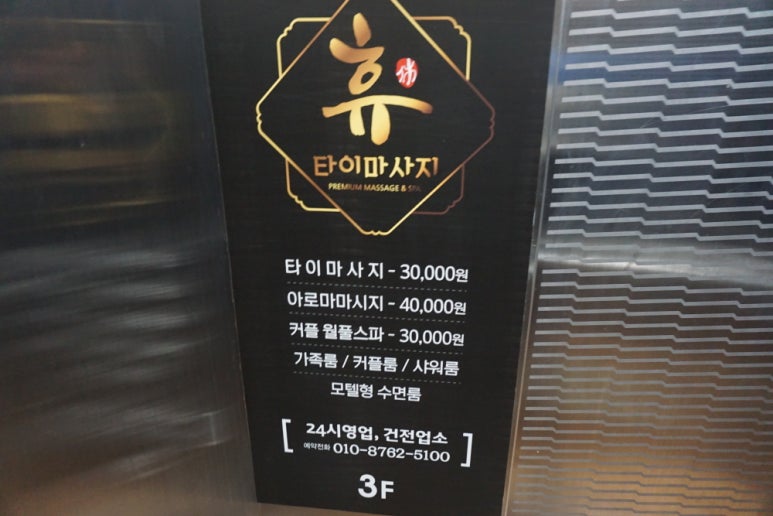 휴
타이마사지
PREMIUM MASSAGE & SPA
타 이 마 사 지 - 30,000원
아로마마시지 - 40,000원
커플 월풀스파 - 30,000원
가족룸 / 커플룸 / 샤워룸
모텔형 수면룸
[ 24시영업, 건전업소
예약전화 010-8762-5100 ]
3F